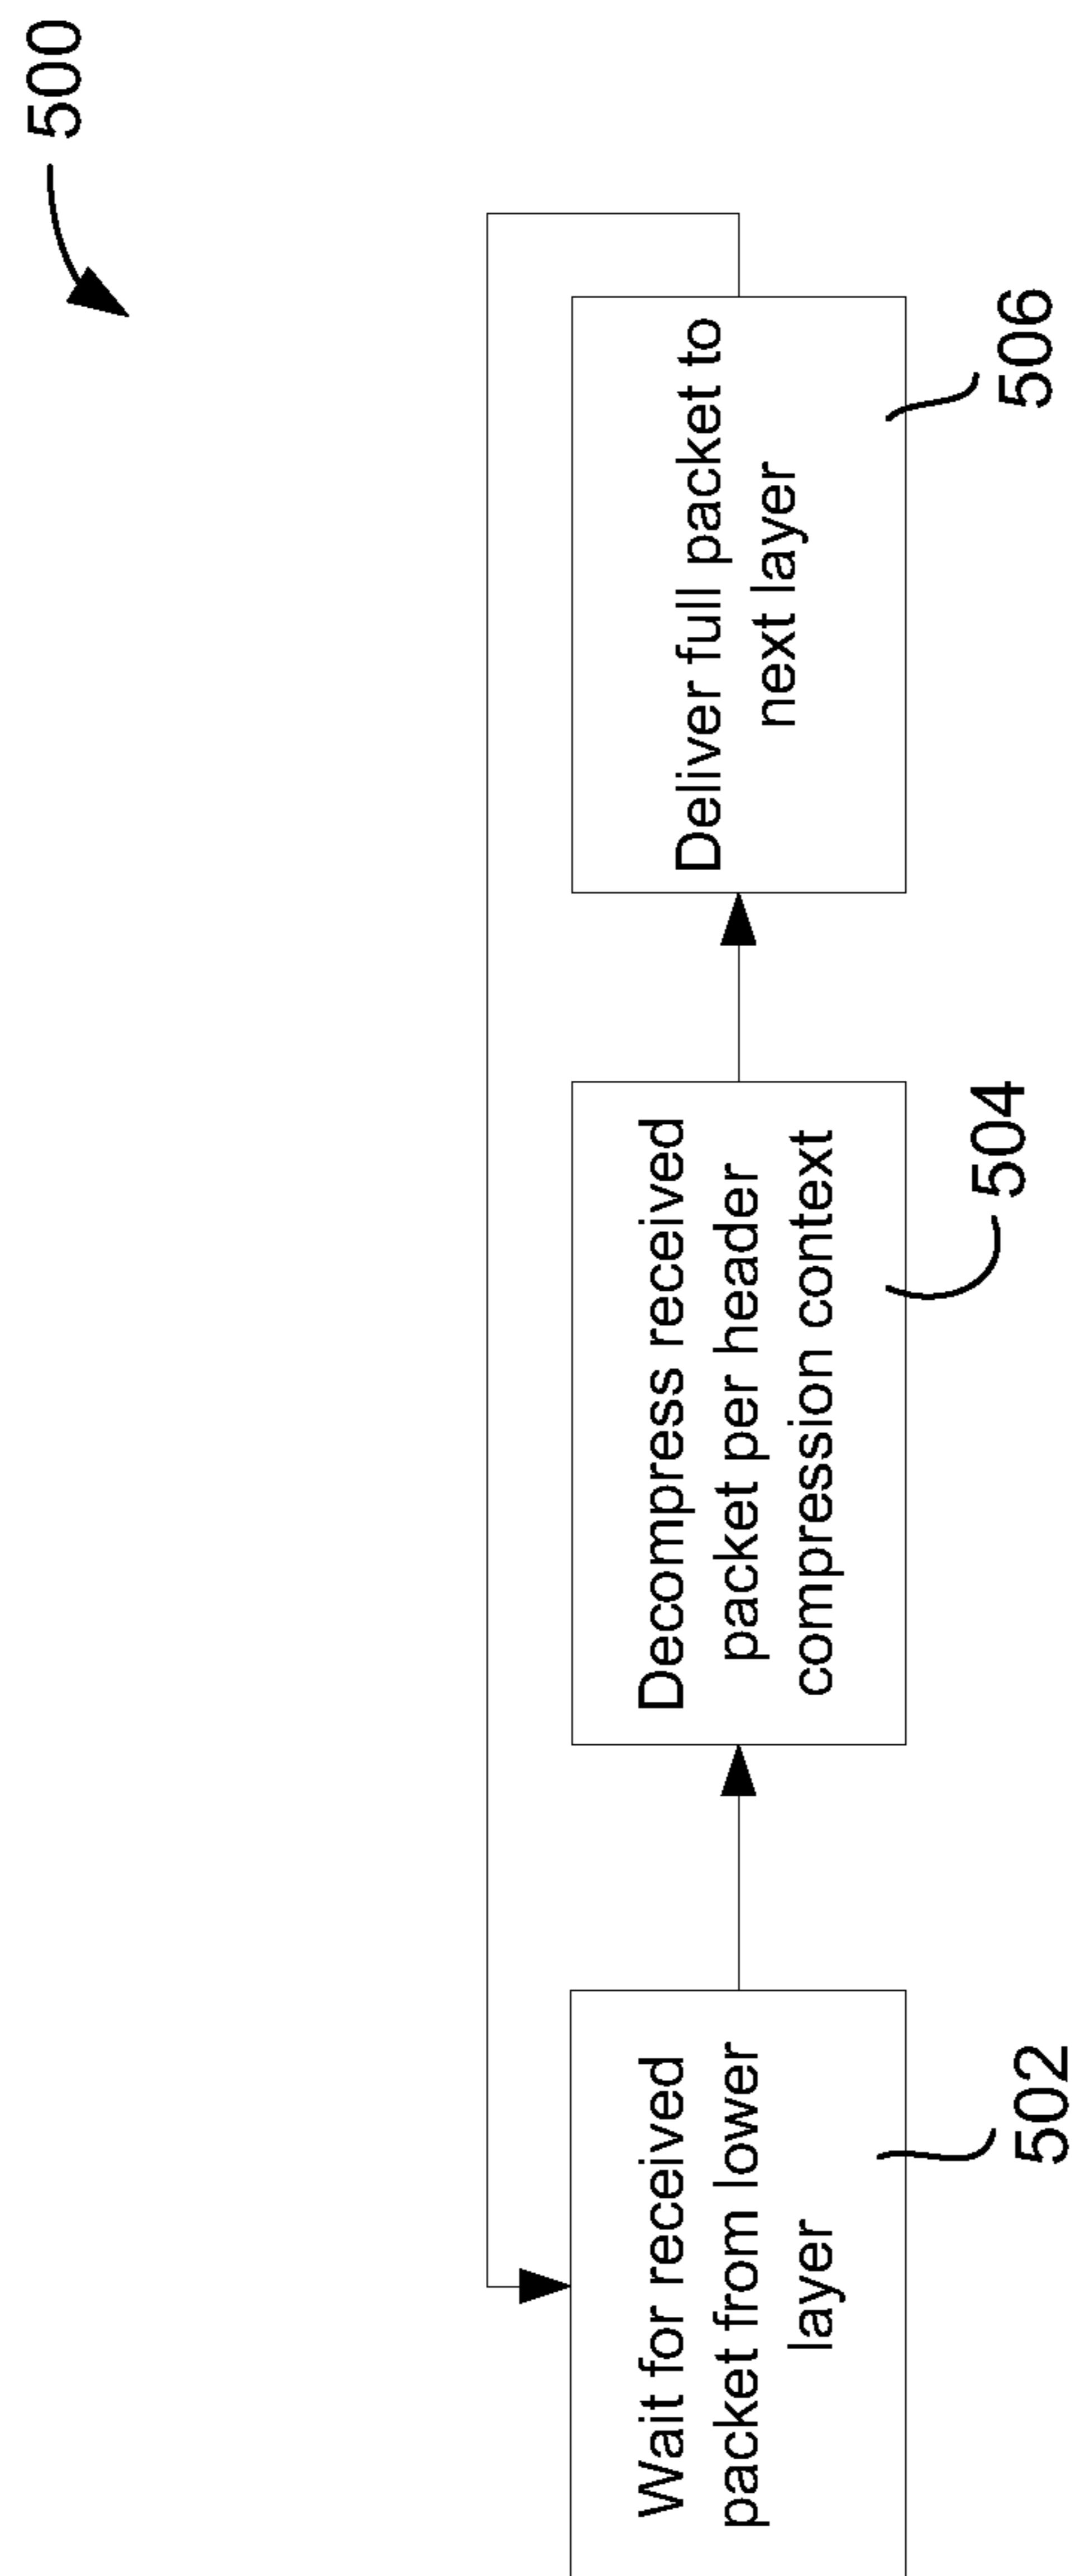 500
Wait for received
packet from lower
layer
502
Decompress received
packet per header
compression context
504
Deliver full packet to
next layer
506